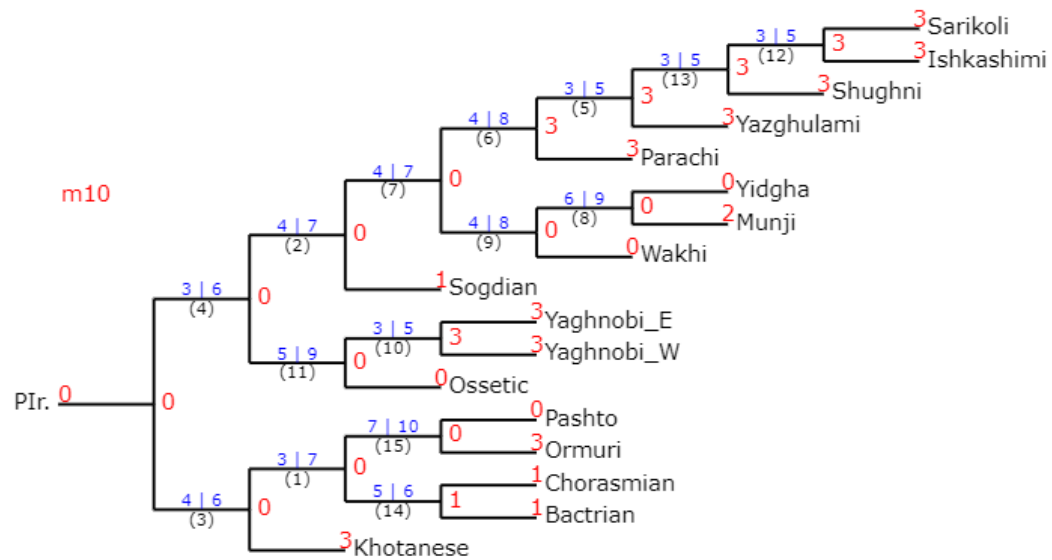 3 Sarikoli
3 | 5
(12)
3
3 Ishkashimi
3 | 5
(13)
3
3 Shughni
3 | 5
(5)
3
3 Yazghulami
4 | 8
(6)
3
3 Parachi
4 | 7
(7)
0
m10
0 Yidgha
6 | 9
(8)
0
2 Munji
4 | 8
(9)
0
0 Wakhi
4 | 7
(2)
0
1 Sogdian
3 | 6
(4)
0
3 Yaghnobi_E
3 | 5
(10)
3
3 Yaghnobi_W
5 | 9
(11)
0
0 Ossetic
PIr. 0
0
0 Pashto
7 | 10
(15)
0
3 Ormuri
3 | 7
(1)
0
1 Chorasmian
5 | 6
(14)
1
1 Bactrian
4 | 6
(3)
0
3 Khotanese